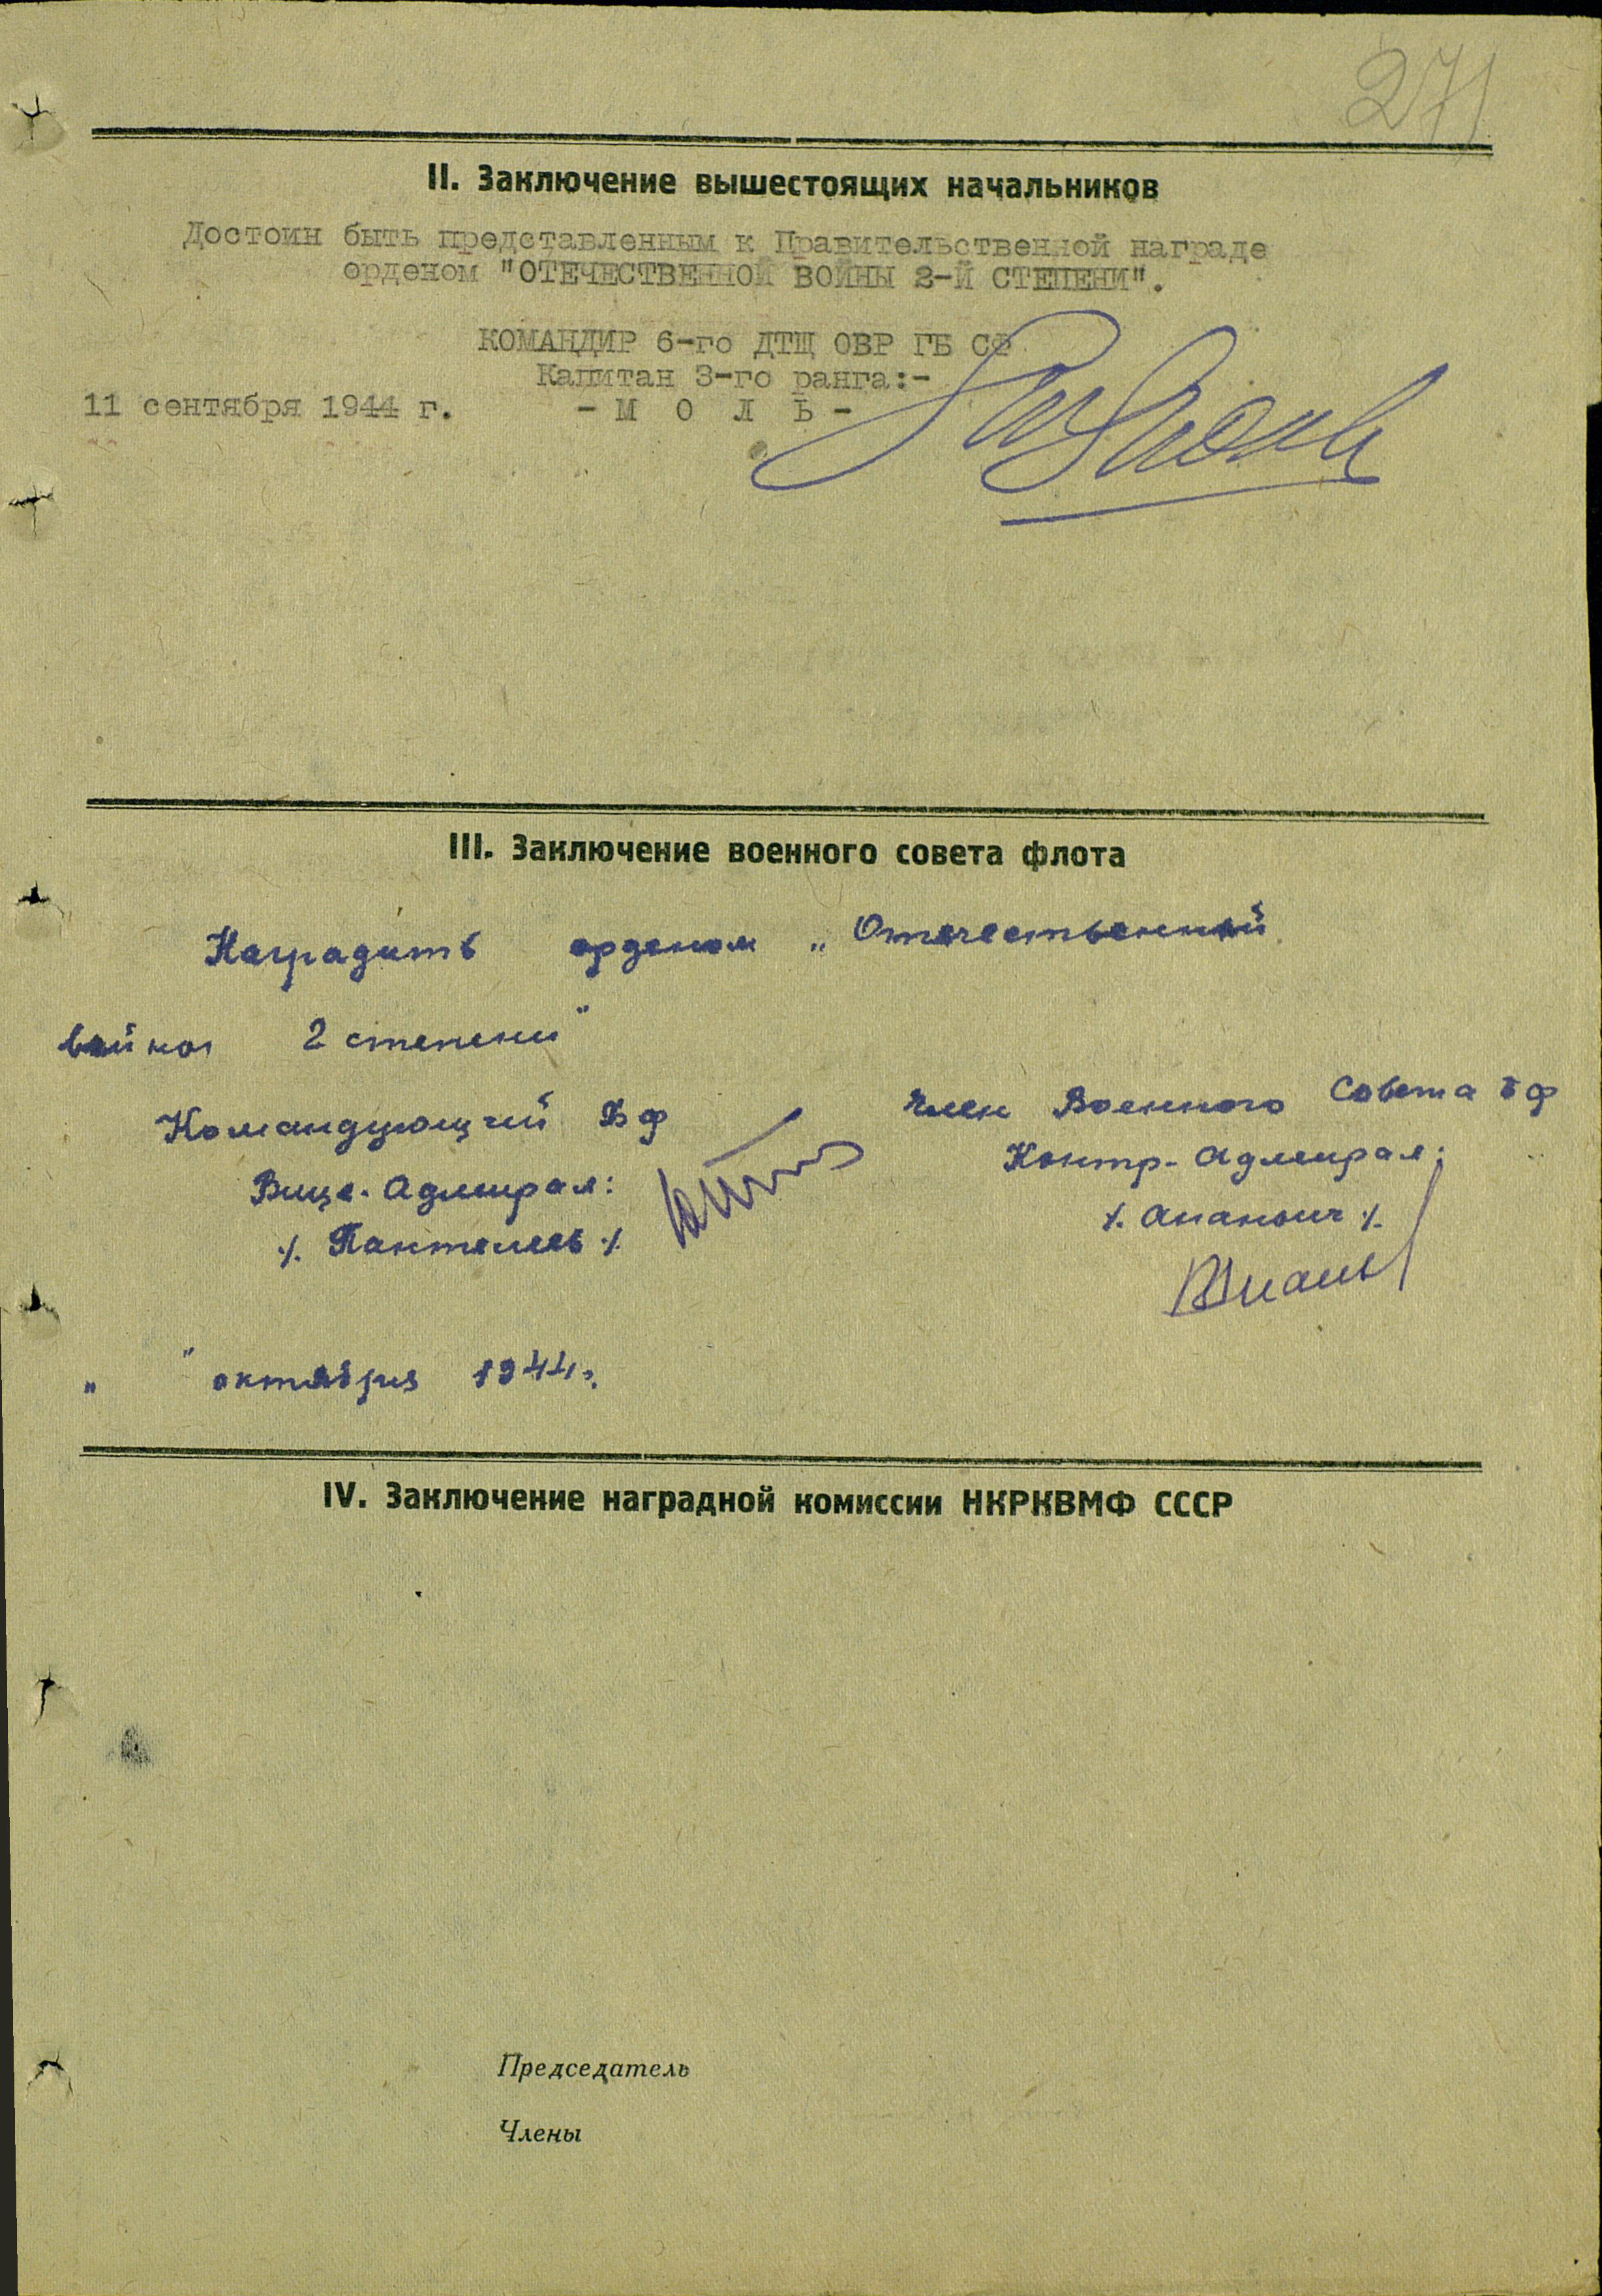 271
II. Заключение вышестоящих начальников
Достоин быть представленным к Правительственной награде
орденом "ОТЕЧЕСТВЕННОЙ ВОЙНЫ 2-Й СТЕПЕНИ".
КОМАНДИР 6-го ДТЩ ОВР ГБ СФ
Капитан 3-го ранга:-
11 сентября 1944 г. - М О Л Ь -
III. Заключение военного совета флота
Наградить орденом „Отечественной
войны 2 степени"
Командующий БФ
Вице-Адмирал:
/. Пантелеев ./
Член Военного Совета БФ
Контр-Адмирал:
/. Ананьич ./
„ " октября 1944 г.
IV. Заключение наградной комиссии НКРКВМФ СССР
Председатель
Члены